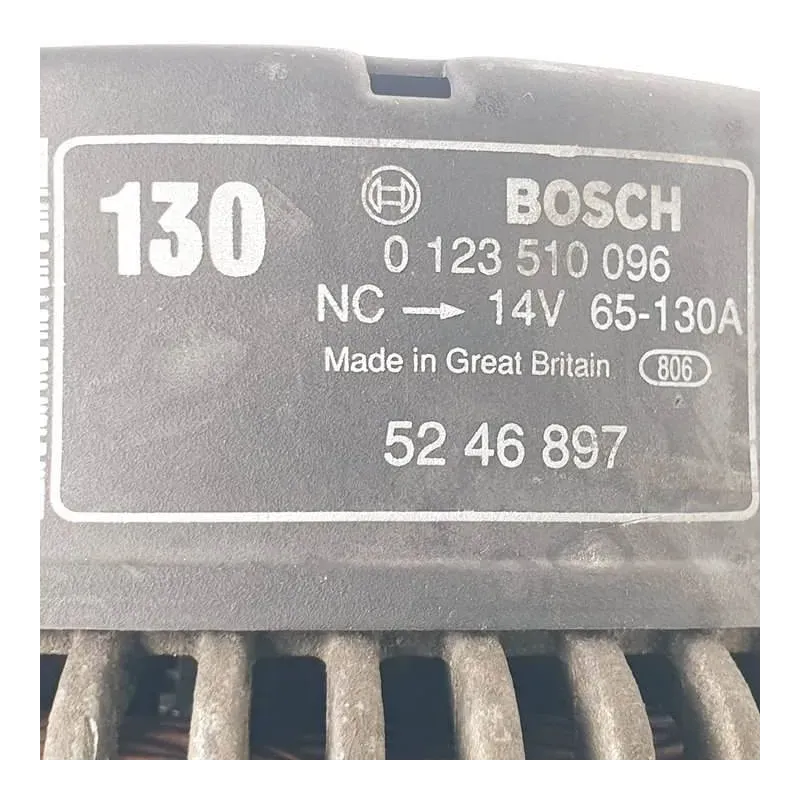 130
BOSCH
0 123 510 096
NC → 14V 65-130A
Made in Great Britain 806
52 46 897